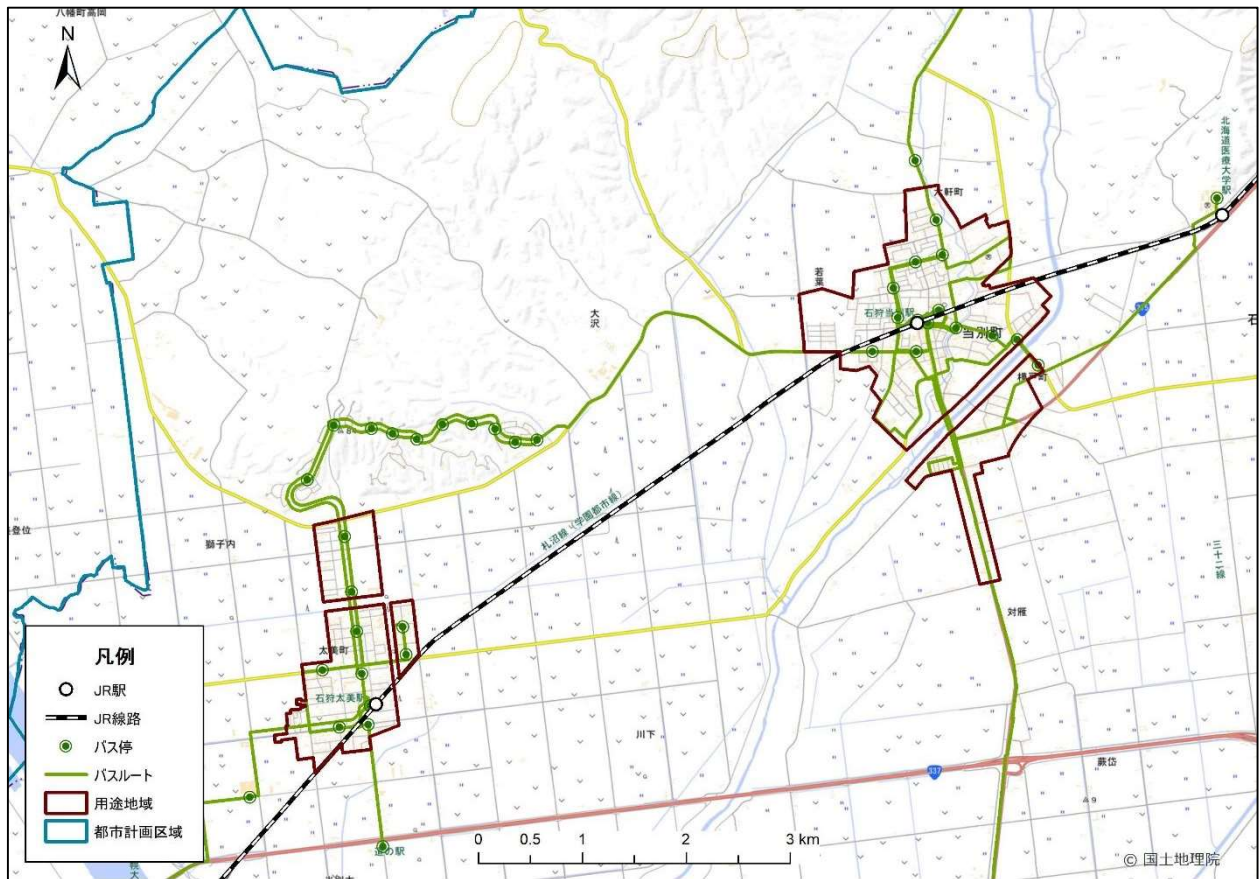 八幡町高岡
N
北海道医療大学駅
若葉
石狩当別駅
当別町
大沢
札沼線(学園都市線)
獅子内
三十二線
対雁
太美町
石狩太美駅
川下
337
蕨岱
9
道の駅
凡例
JR駅
JR線路
バス停
バスルート
用途地域
都市計画区域
0 0.5 1 2 3 km
© 国土地理院